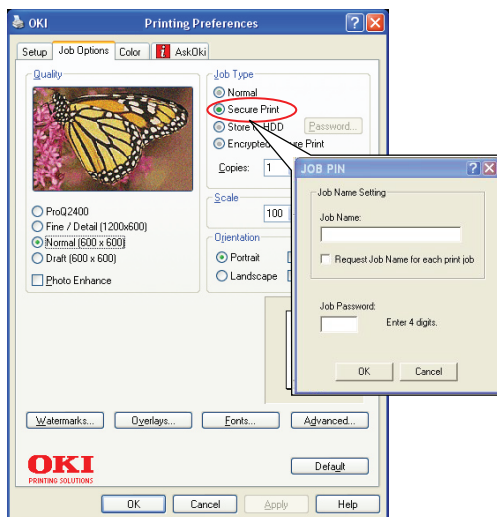 OKI Printing Preferences
Setup Job Options Color i AskOki
Quality
ProQ2400
Fine / Detail (1200x600)
Normal (600 x 600)
Draft (600 x 600)
Photo Enhance
Job Type
Normal
Secure Print
Store HDD Password...
Encrypted Print
Copies: 1
Scale
100
Orientation
Portrait
Landscape
JOB PIN
Job Name Setting
Job Name:
Request Job Name for each print job
Job Password:
Enter 4 digits.
OK Cancel
Watermarks... Overlays... Fonts... Advanced...
OKI
PRINTING SOLUTIONS
Default
OK Cancel Apply Help